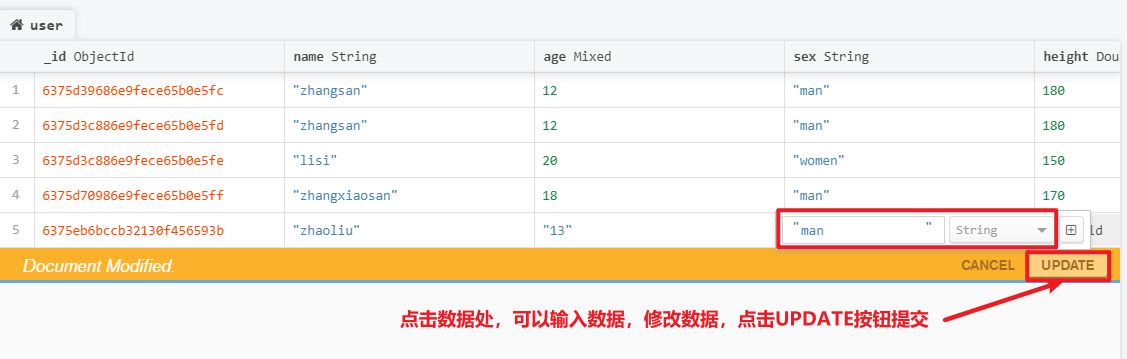 user
_id ObjectId name String age Mixed sex String height Dou
1 6375d39686e9fece65b0e5fc "zhangsan" 12 "man" 180
2 6375d3c886e9fece65b0e5fd "zhangsan" 12 "man" 180
3 6375d3c886e9fece65b0e5fe "lisi" 20 "women" 150
4 6375d70986e9fece65b0e5ff "zhangxiaosan" 18 "man" 170
5 6375eb6bccb32130f456593b "zhaoliu" "13" "man " String ld
Document Modified. CANCEL UPDATE
点击数据处，可以输入数据，修改数据，点击UPDATE按钮提交